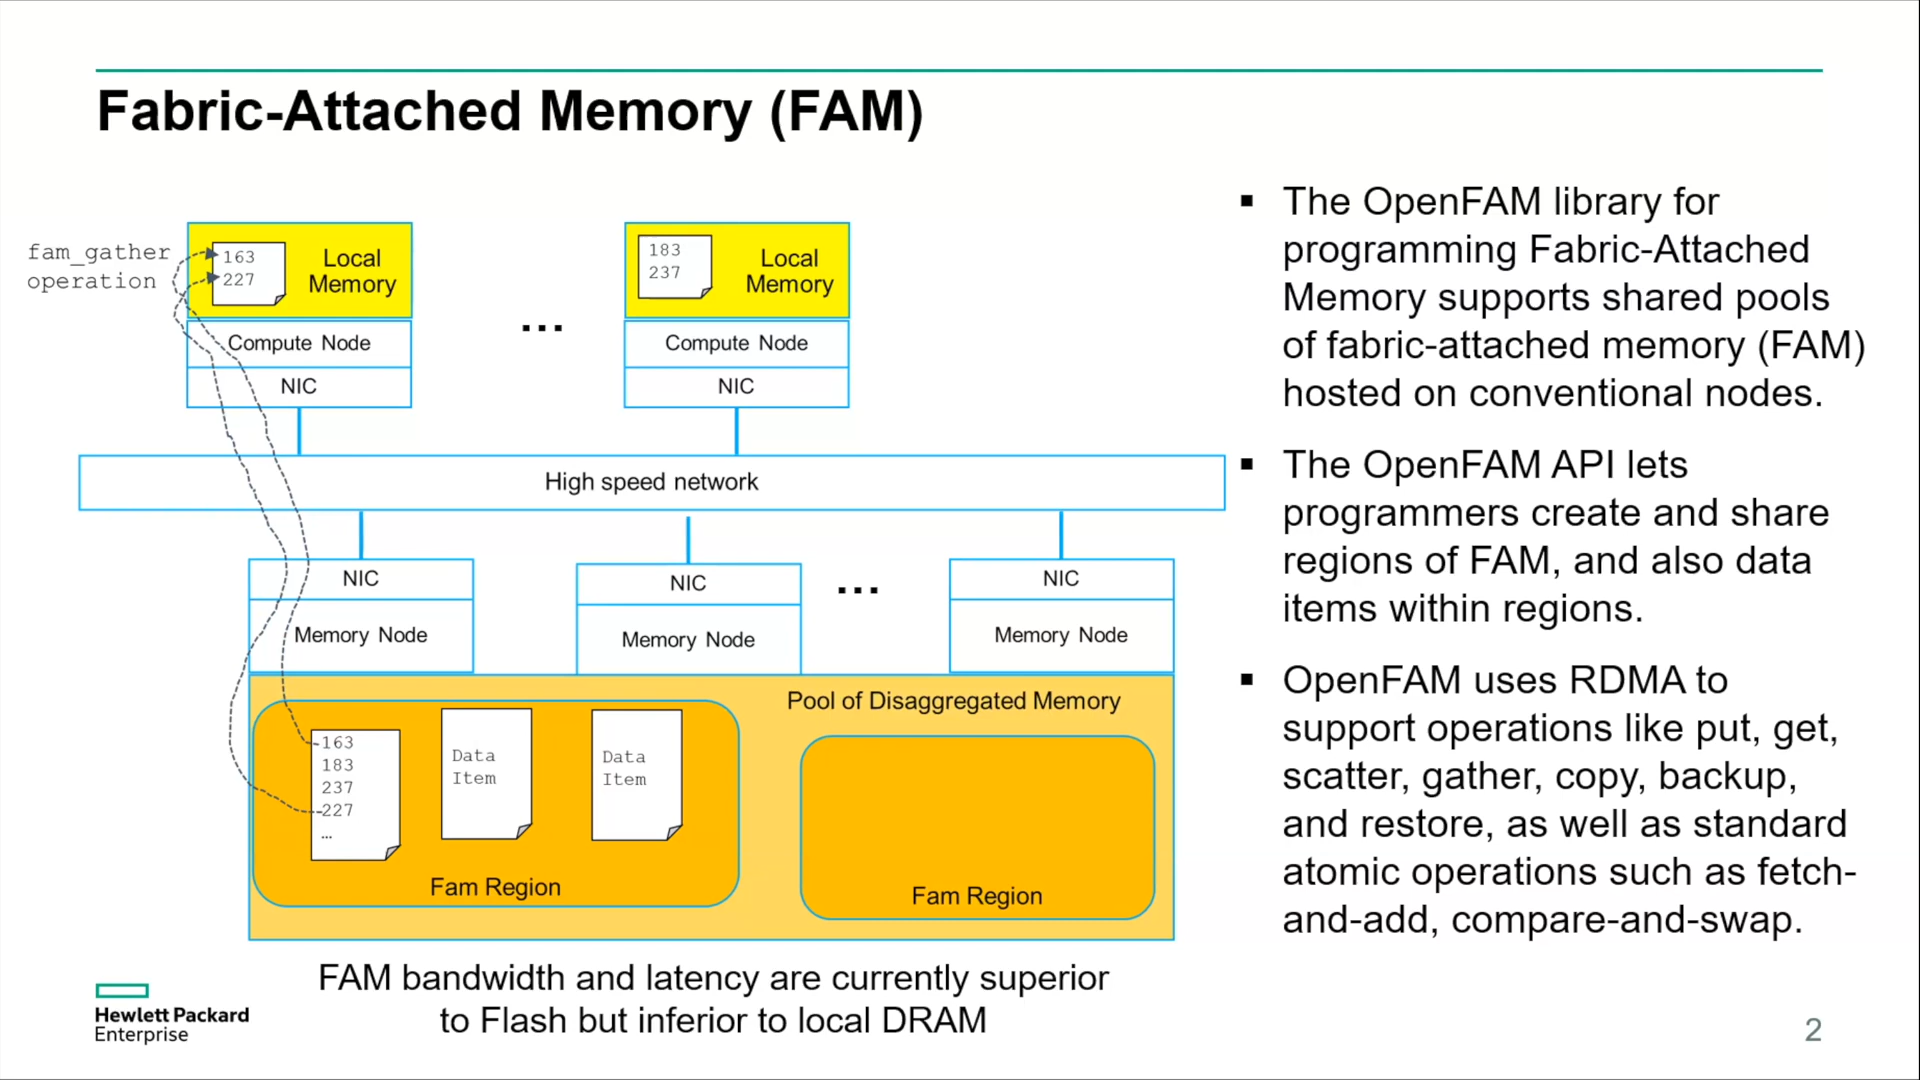 Fabric-Attached Memory (FAM)
fam_gather
operation
163
227
Local
Memory
Compute Node
NIC
...
183
237
Local
Memory
Compute Node
NIC
High speed network
NIC
Memory Node
NIC
Memory Node
...
NIC
Memory Node
Pool of Disaggregated Memory
163
183
237
227
...
Data
Item
Data
Item
Fam Region
Fam Region
FAM bandwidth and latency are currently superior
to Flash but inferior to local DRAM
▪ The OpenFAM library for
programming Fabric-Attached
Memory supports shared pools
of fabric-attached memory (FAM)
hosted on conventional nodes.
▪ The OpenFAM API lets
programmers create and share
regions of FAM, and also data
items within regions.
▪ OpenFAM uses RDMA to
support operations like put, get,
scatter, gather, copy, backup,
and restore, as well as standard
atomic operations such as fetch-
and-add, compare-and-swap.
Hewlett Packard
Enterprise
2